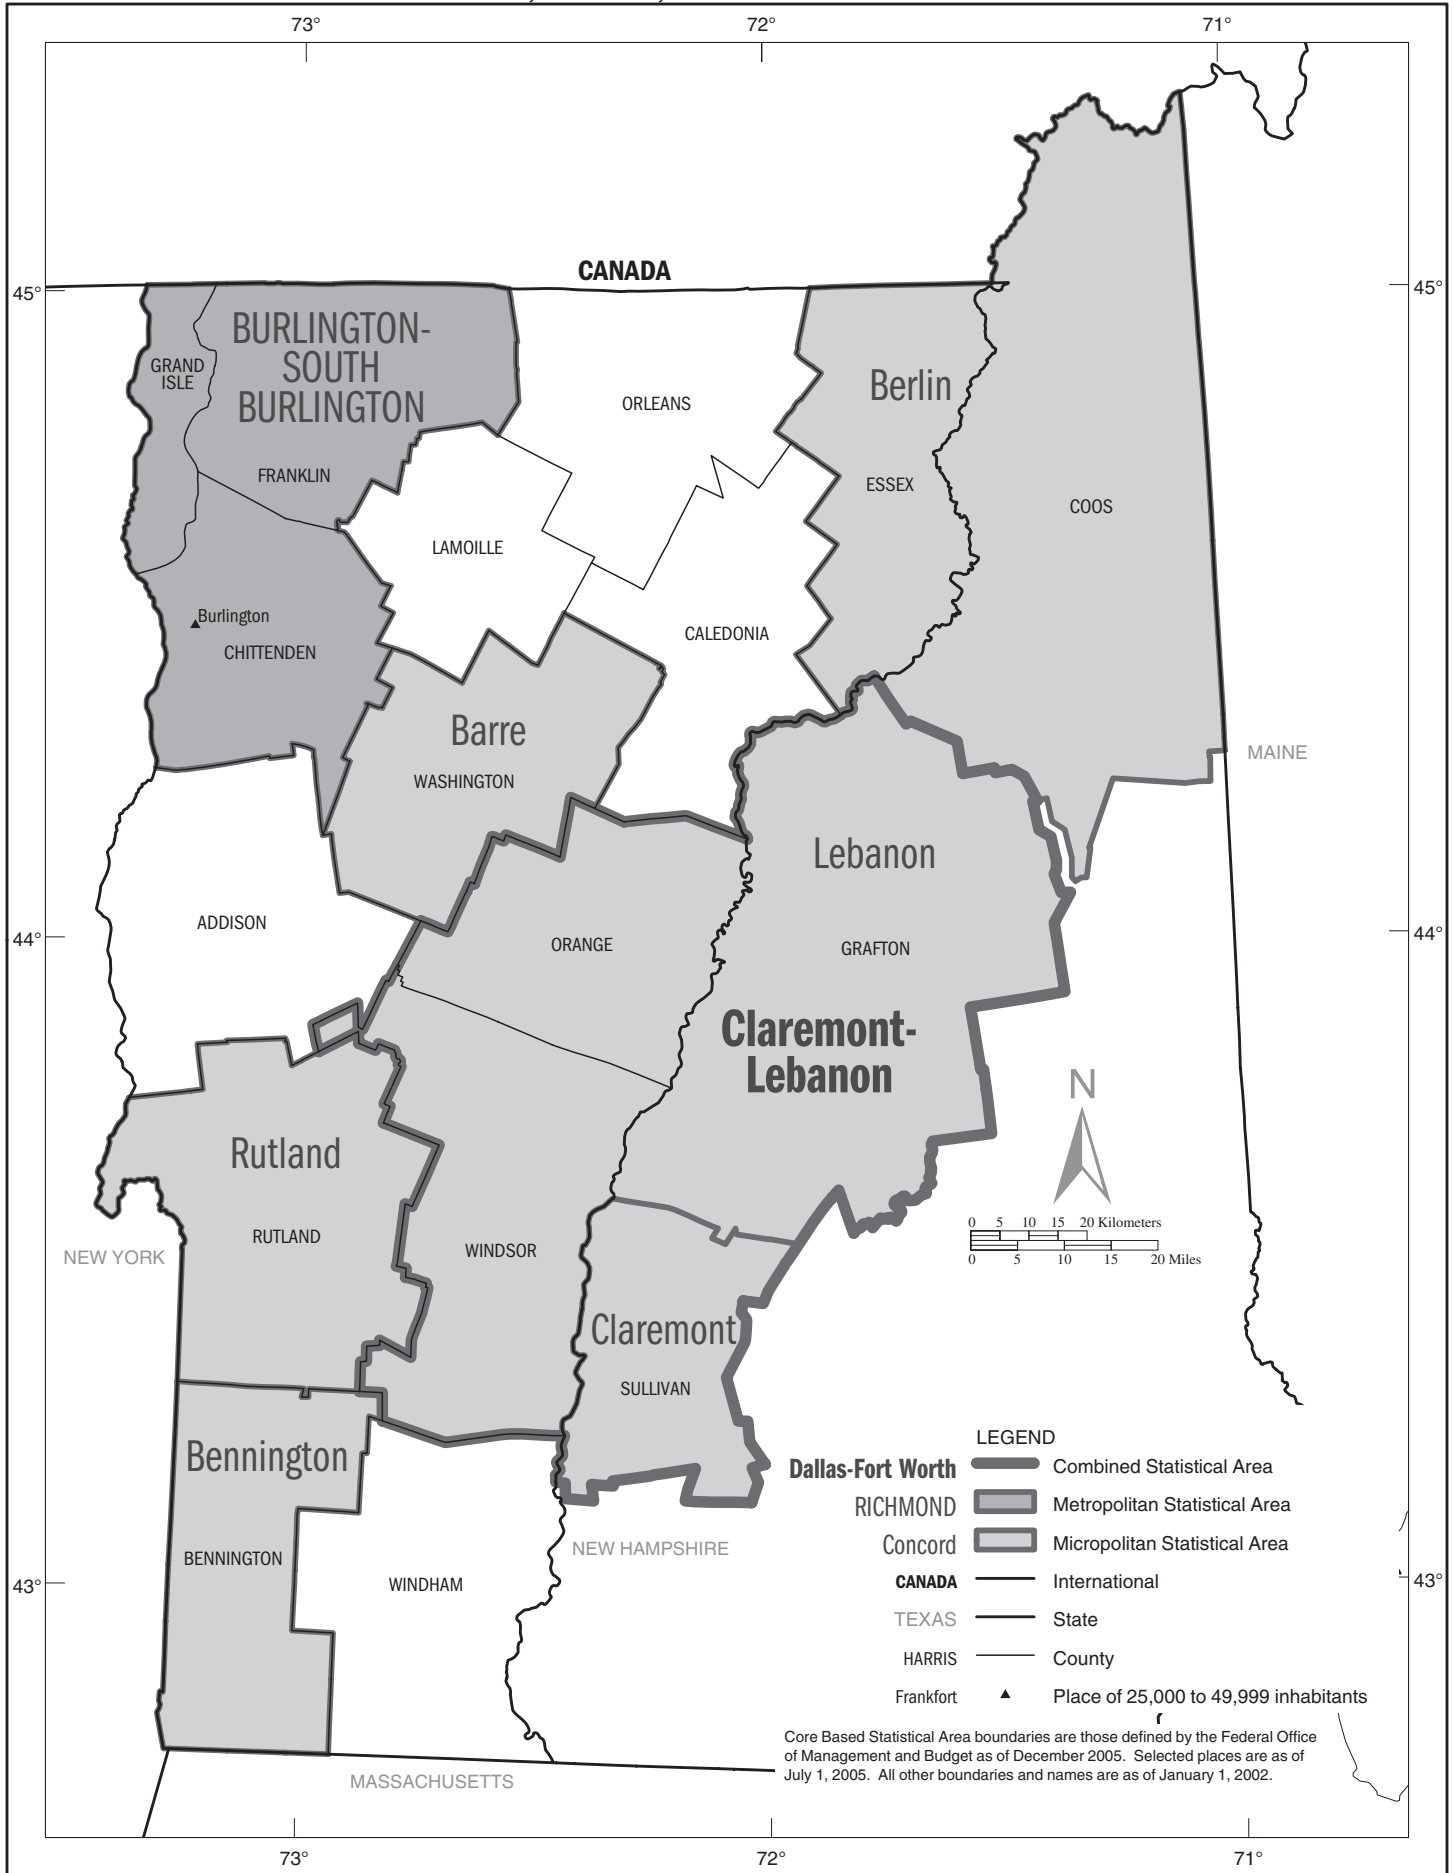 73°
72°
71°
CANADA
45°
45°
BURLINGTON-
SOUTH
BURLINGTON
GRAND
ISLE
Berlin
ORLEANS
FRANKLIN
ESSEX
COOS
LAMOILLE
Burlington
CALEDONIA
CHITTENDEN
Barre
MAINE
WASHINGTON
Lebanon
ADDISON
44°
44°
ORANGE
GRAFTON
Claremont-
Lebanon
N
Rutland
0 5 10 15 20 Kilometers
0 5 10 15 20 Miles
RUTLAND
NEW YORK
WINDSOR
Claremont
SULLIVAN
Bennington
LEGEND
Dallas-Fort Worth Combined Statistical Area
RICHMOND Metropolitan Statistical Area
Concord Micropolitan Statistical Area
CANADA International
TEXAS State
HARRIS County
Frankfort Place of 25,000 to 49,999 inhabitants
NEW HAMPSHIRE
BENNINGTON
WINDHAM
43°
43°
Core Based Statistical Area boundaries are those defined by the Federal Office
of Management and Budget as of December 2005. Selected places are as of
July 1, 2005. All other boundaries and names are as of January 1, 2002.
MASSACHUSETTS
73°
72°
71°